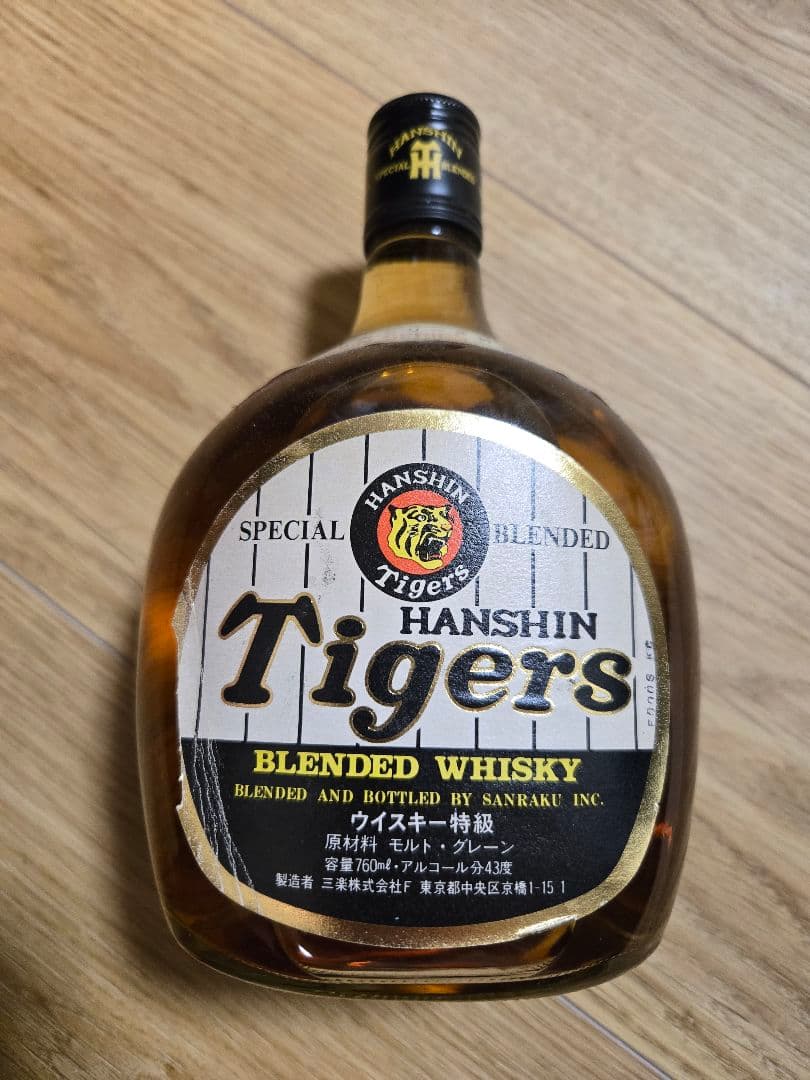 HANSHIN
SPECIAL BLENDED
HANSHIN
Tigers
SPECIAL BLENDED
HANSHIN
Tigers
BLENDED WHISKY
BLENDED AND BOTTLED BY SANRAKU INC.
ウイスキー特級
原材料 モルト・グレーン
容量760ml・アルコール分43度
製造者 三楽株式会社F 東京都中央区京橋1-15 1